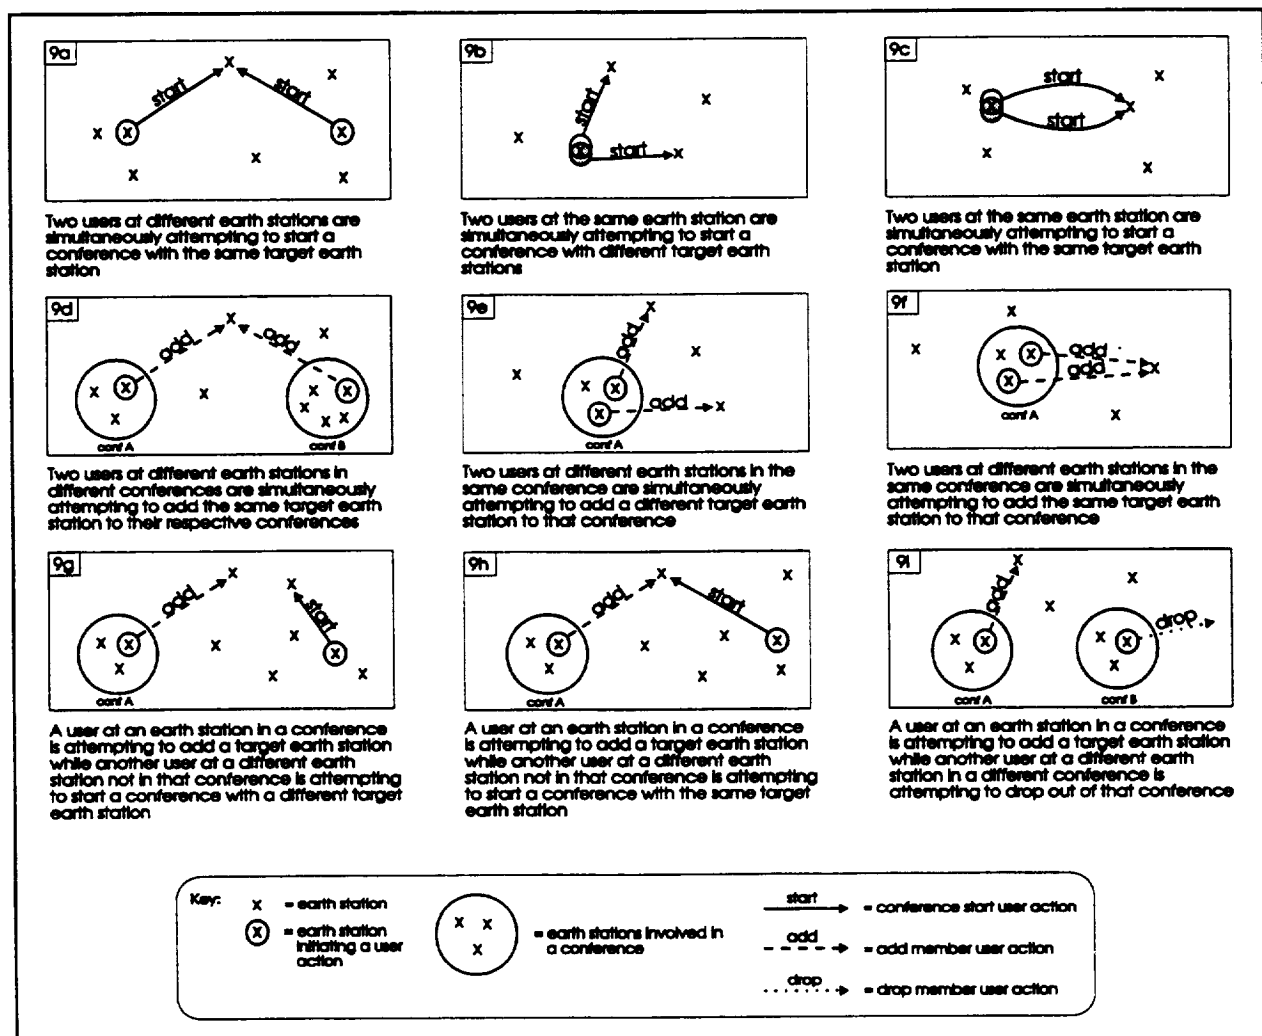 9a
start
start
x
Two users at different earth stations are
simultaneously attempting to start a
conference with the same target earth
station
9b
start
start
Two users at the same earth station are
simultaneously attempting to start a
conference with different target earth
stations
9c
start
start
Two users at the same earth station are
simultaneously attempting to start a
conference with the same target earth
station
9d
add
add
conf A
conf B
Two users at different earth stations in
different conferences are simultaneously
attempting to add the same target earth
station to their respective conferences
9e
add
add
conf A
Two users at different earth stations in the
same conference are simultaneously
attempting to add a different target earth
station to that conference
9f
add
add
conf A
Two users at different earth stations in the
same conference are simultaneously
attempting to add the same target earth
station to that conference
9g
add
start
conf A
A user at an earth station in a conference
is attempting to add a target earth station
while another user at a different earth
station not in that conference is attempting
to start a conference with a different target
earth station
9h
add
start
conf A
A user at an earth station in a conference
is attempting to add a target earth station
while another user at a different earth
station not in that conference is attempting
to start a conference with the same target
earth station
9i
add
drop
conf A
conf B
A user at an earth station in a conference
is attempting to add a target earth station
while another user at a different earth
station in a different conference is
attempting to drop out of that conference
Key:
x = earth station
x = earth station
initiating a user
action
= earth stations involved in
a conference
start
= conference start user action
add
= add member user action
drop
= drop member user action